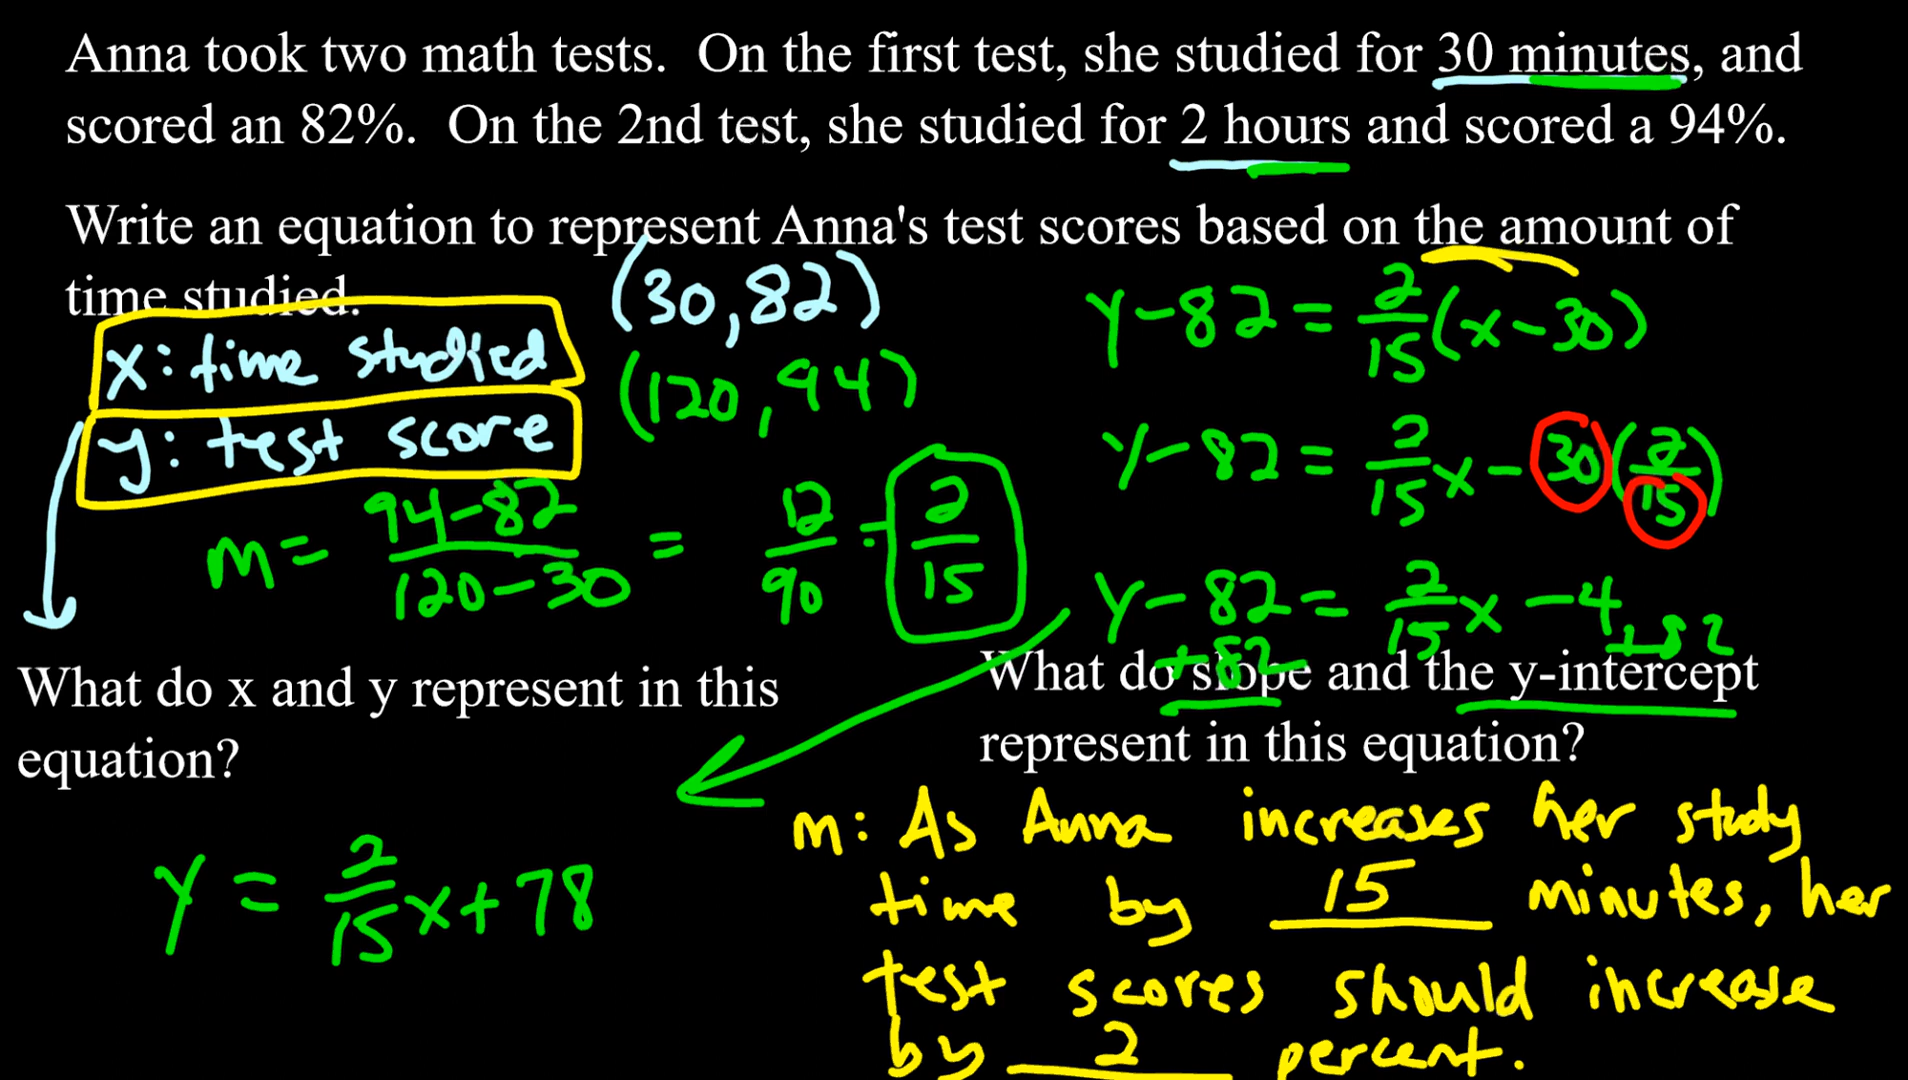 Anna took two math tests. On the first test, she studied for 30 minutes, and
scored an 82%. On the 2nd test, she studied for 2 hours and scored a 94%.
Write an equation to represent Anna's test scores based on the amount of
time studied.
x: time studied
y: test score
(30,82)
(120,94)
m = 94-82/120-30 = 12/90 = 2/15
y-82 = 2/15(x-30)
y-82 = 2/15x - 30(2/15)
y-82 = 2/15x - 4
+82 +82
What do x and y represent in this
equation?
y = 2/15x+78
What do slope and the y-intercept
represent in this equation?
m: As Anna increases her study
time by 15 minutes, her
test scores should increase
by 2 percent.